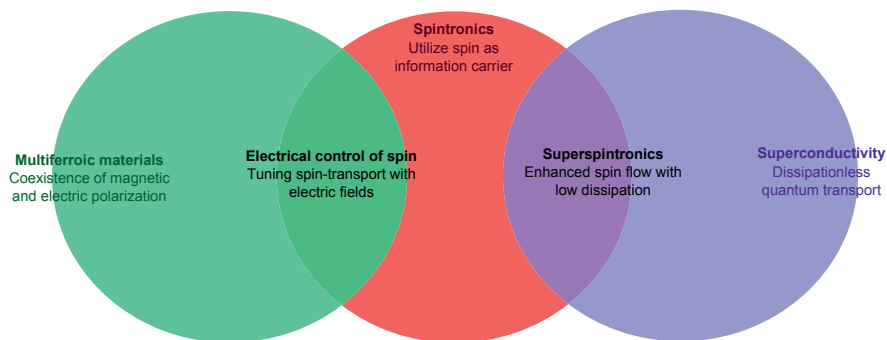 Spintronics
Utilize spin as
information carrier
Multiferroic materials
Coexistence of magnetic
and electric polarization
Electrical control of spin
Tuning spin-transport with
electric fields
Superspintronics
Enhanced spin flow with
low dissipation
Superconductivity
Dissipationless
quantum transport